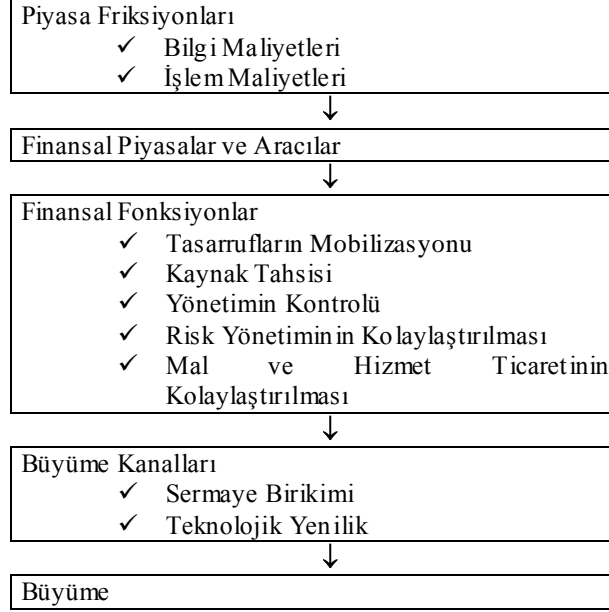 Piyasa Friksiyonları
✓ Bilgi Maliyetleri
✓ İşlem Maliyetleri
↓
Finansal Piyasalar ve Aracılar
↓
Finansal Fonksiyonlar
✓ Tasarrufların Mobilizasyonu
✓ Kaynak Tahsisi
✓ Yönetimin Kontrolü
✓ Risk Yönetiminin Kolaylaştırılması
✓ Mal ve Hizmet Ticaretinin
Kolaylaştırılması
↓
Büyüme Kanalları
✓ Sermaye Birikimi
✓ Teknolojik Yenilik
↓
Büyüme